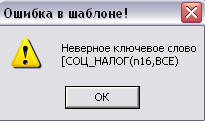 Ошибка в шаблоне!
Неверное ключевое слово
[СОЦ_НАЛОГ(n16,ВСЕ)
OK